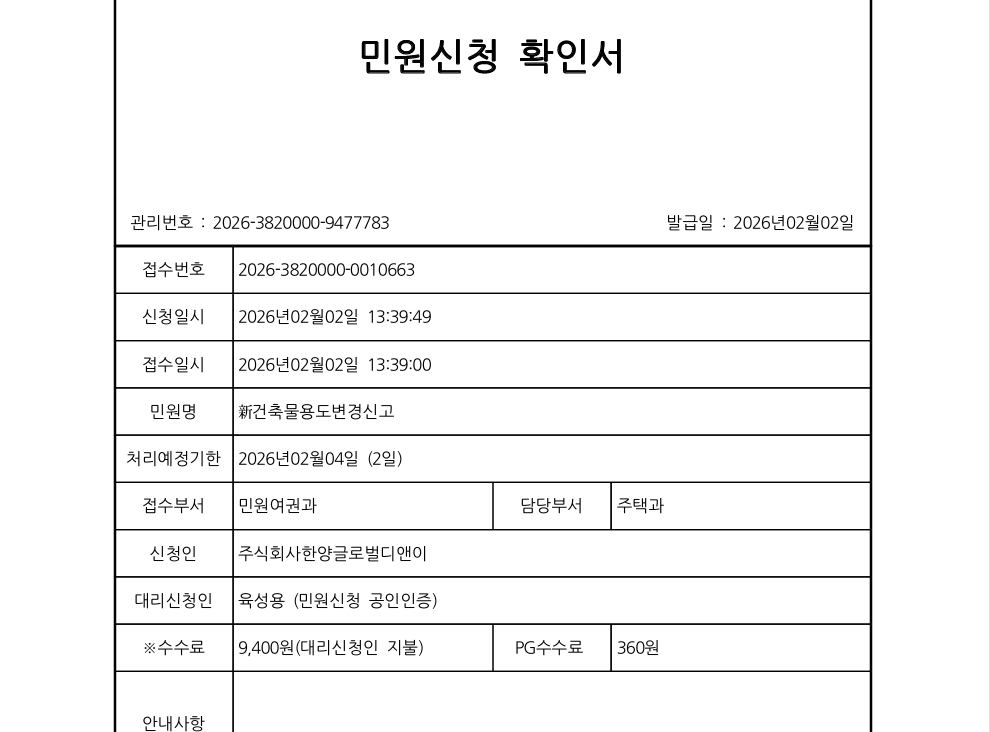 민원신청 확인서
관리번호 : 2026-3820000-9477783 발급일 : 2026년02월02일
접수번호 2026-3820000-0010663
신청일시 2026년02월02일 13:39:49
접수일시 2026년02월02일 13:39:00
민원명 新건축물용도변경신고
처리예정기한 2026년02월04일 (2일)
접수부서 민원여권과 담당부서 주택과
신청인 주식회사한양글로벌디앤이
대리신청인 육성용 (민원신청 공인인증)
※수수료 9,400원(대리신청인 지불) PG수수료 360원
안내사항